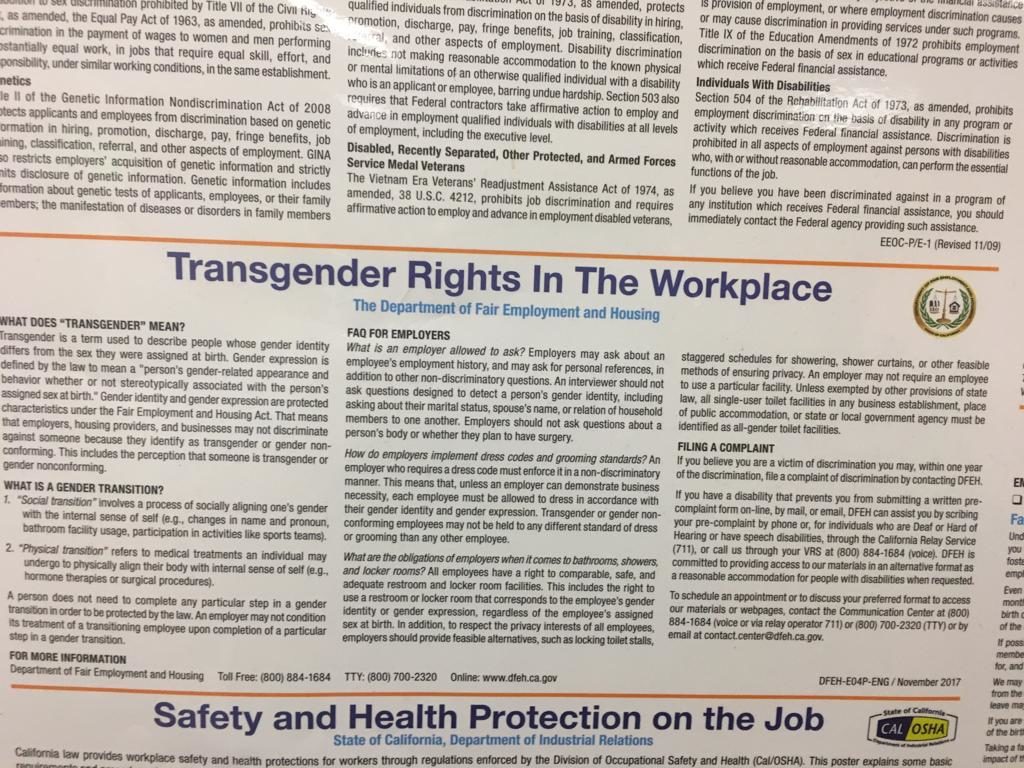 sex discrimination prohibited by Title VII of the Civil
, as amended, the Equal Pay Act of 1963, as amended, prohibits sex
crimination in the payment of wages to women and men performing
bstantially equal work, in jobs that require equal skill, effort, and
ponsibility, under similar working conditions, in the same establishment.
netics
le II of the Genetic Information Nondiscrimination Act of 2008
otects applicants and employees from discrimination based on genetic
ormation in hiring, promotion, discharge, pay, fringe benefits, job
ining, classification, referral, and other aspects of employment. GINA
so restricts employers' acquisition of genetic information and strictly
mits disclosure of genetic information. Genetic information includes
formation about genetic tests of applicants, employees, or their family
embers; the manifestation of diseases or disorders in family members
Act of 1973, as amended, protects
qualified individuals from discrimination on the basis of disability in hiring,
promotion, discharge, pay, fringe benefits, job training, classification,
and other aspects of employment. Disability discrimination
includes not making reasonable accommodation to the known physical
or mental limitations of an otherwise qualified individual with a disability
who is an applicant or employee, barring undue hardship. Section 503 also
requires that Federal contractors take affirmative action to employ and
advance in employment qualified individuals with disabilities at all levels
of employment, including the executive level.
Disabled, Recently Separated, Other Protected, and Armed Forces
Service Medal Veterans
The Vietnam Era Veterans' Readjustment Assistance Act of 1974, as
amended, 38 U.S.C. 4212, prohibits job discrimination and requires
affirmative action to employ and advance in employment disabled veterans,
financial assistance
is provision of employment, or where employment discrimination causes
or may cause discrimination in providing services under such programs.
Title IX of the Education Amendments of 1972 prohibits employment
discrimination on the basis of sex in educational programs or activities
which receive Federal financial assistance.
Individuals With Disabilities
Section 504 of the Rehabilitation Act of 1973, as amended, prohibits
employment discrimination on the basis of disability in any program or
activity which receives Federal financial assistance. Discrimination is
prohibited in all aspects of employment against persons with disabilities
who, with or without reasonable accommodation, can perform the essential
functions of the job.
If you believe you have been discriminated against in a program of
any institution which receives Federal financial assistance, you should
immediately contact the Federal agency providing such assistance.
EEOC-P/E-1 (Revised 11/09)
Transgender Rights In The Workplace
The Department of Fair Employment and Housing
WHAT DOES "TRANSGENDER" MEAN?
Transgender is a term used to describe people whose gender identity
differs from the sex they were assigned at birth. Gender expression is
defined by the law to mean a "person's gender-related appearance and
behavior whether or not stereotypically associated with the person's
assigned sex at birth." Gender identity and gender expression are protected
characteristics under the Fair Employment and Housing Act. That means
that employers, housing providers, and businesses may not discriminate
against someone because they identify as transgender or gender non-
conforming. This includes the perception that someone is transgender or
gender nonconforming.
WHAT IS A GENDER TRANSITION?
1. "Social transition" involves a process of socially aligning one's gender
with the internal sense of self (e.g., changes in name and pronoun,
bathroom facility usage, participation in activities like sports teams).
2. "Physical transition" refers to medical treatments an individual may
undergo to physically align their body with internal sense of self (e.g.,
hormone therapies or surgical procedures).
A person does not need to complete any particular step in a gender
transition in order to be protected by the law. An employer may not condition
its treatment of a transitioning employee upon completion of a particular
step in a gender transition.
FAQ FOR EMPLOYERS
What is an employer allowed to ask? Employers may ask about an
employee's employment history, and may ask for personal references, in
addition to other non-discriminatory questions. An interviewer should not
ask questions designed to detect a person's gender identity, including
asking about their marital status, spouse's name, or relation of household
members to one another. Employers should not ask questions about a
person's body or whether they plan to have surgery.
How do employers implement dress codes and grooming standards? An
employer who requires a dress code must enforce it in a non-discriminatory
manner. This means that, unless an employer can demonstrate business
necessity, each employee must be allowed to dress in accordance with
their gender identity and gender expression. Transgender or gender non-
conforming employees may not be held to any different standard of dress
or grooming than any other employee.
What are the obligations of employers when it comes to bathrooms, showers,
and locker rooms? All employees have a right to comparable, safe, and
adequate restroom and locker room facilities. This includes the right to
use a restroom or locker room that corresponds to the employee's gender
identity or gender expression, regardless of the employee's assigned
sex at birth. In addition, to respect the privacy interests of all employees,
employers should provide feasible alternatives, such as locking toilet stalls,
staggered schedules for showering, shower curtains, or other feasible
methods of ensuring privacy. An employer may not require an employee
to use a particular facility. Unless exempted by other provisions of state
law, all single-user toilet facilities in any business establishment, place
of public accommodation, or state or local government agency must be
identified as all-gender toilet facilities.
FILING A COMPLAINT
If you believe you are a victim of discrimination you may, within one year
of the discrimination, file a complaint of discrimination by contacting DFEH.
If you have a disability that prevents you from submitting a written pre-
complaint form on-line, by mail, or email, DFEH can assist you by scribing
your pre-complaint by phone or, for individuals who are Deaf or Hard of
Hearing or have speech disabilities, through the California Relay Service
(711), or call us through your VRS at (800) 884-1684 (voice). DFEH is
committed to providing access to our materials in an alternative format as
a reasonable accommodation for people with disabilities when requested.
To schedule an appointment or to discuss your preferred format to access
our materials or webpages, contact the Communication Center at (800)
884-1684 (voice or via relay operator 711) or (800) 700-2320 (TTY) or by
email at contact.center@dfeh.ca.gov.
FOR MORE INFORMATION
Department of Fair Employment and Housing Toll Free: (800) 884-1684 TTY: (800) 700-2320 Online: www.dfeh.ca.gov
DFEH-E04P-ENG / November 2017
Safety and Health Protection on the Job
State of California, Department of Industrial Relations
State of California
CAL OSHA
Department of Industrial Relations
California law provides workplace safety and health protections for workers through regulations enforced by the Division of Occupational Safety and Health (Cal/OSHA). This poster explains some basic
EM
Fa
Und
you
foste
empl
Even
month
birth o
of the
If poss
membe
for, and
We may
from the
leave ma
If you are
of the birt
Taking a fa
impact of t